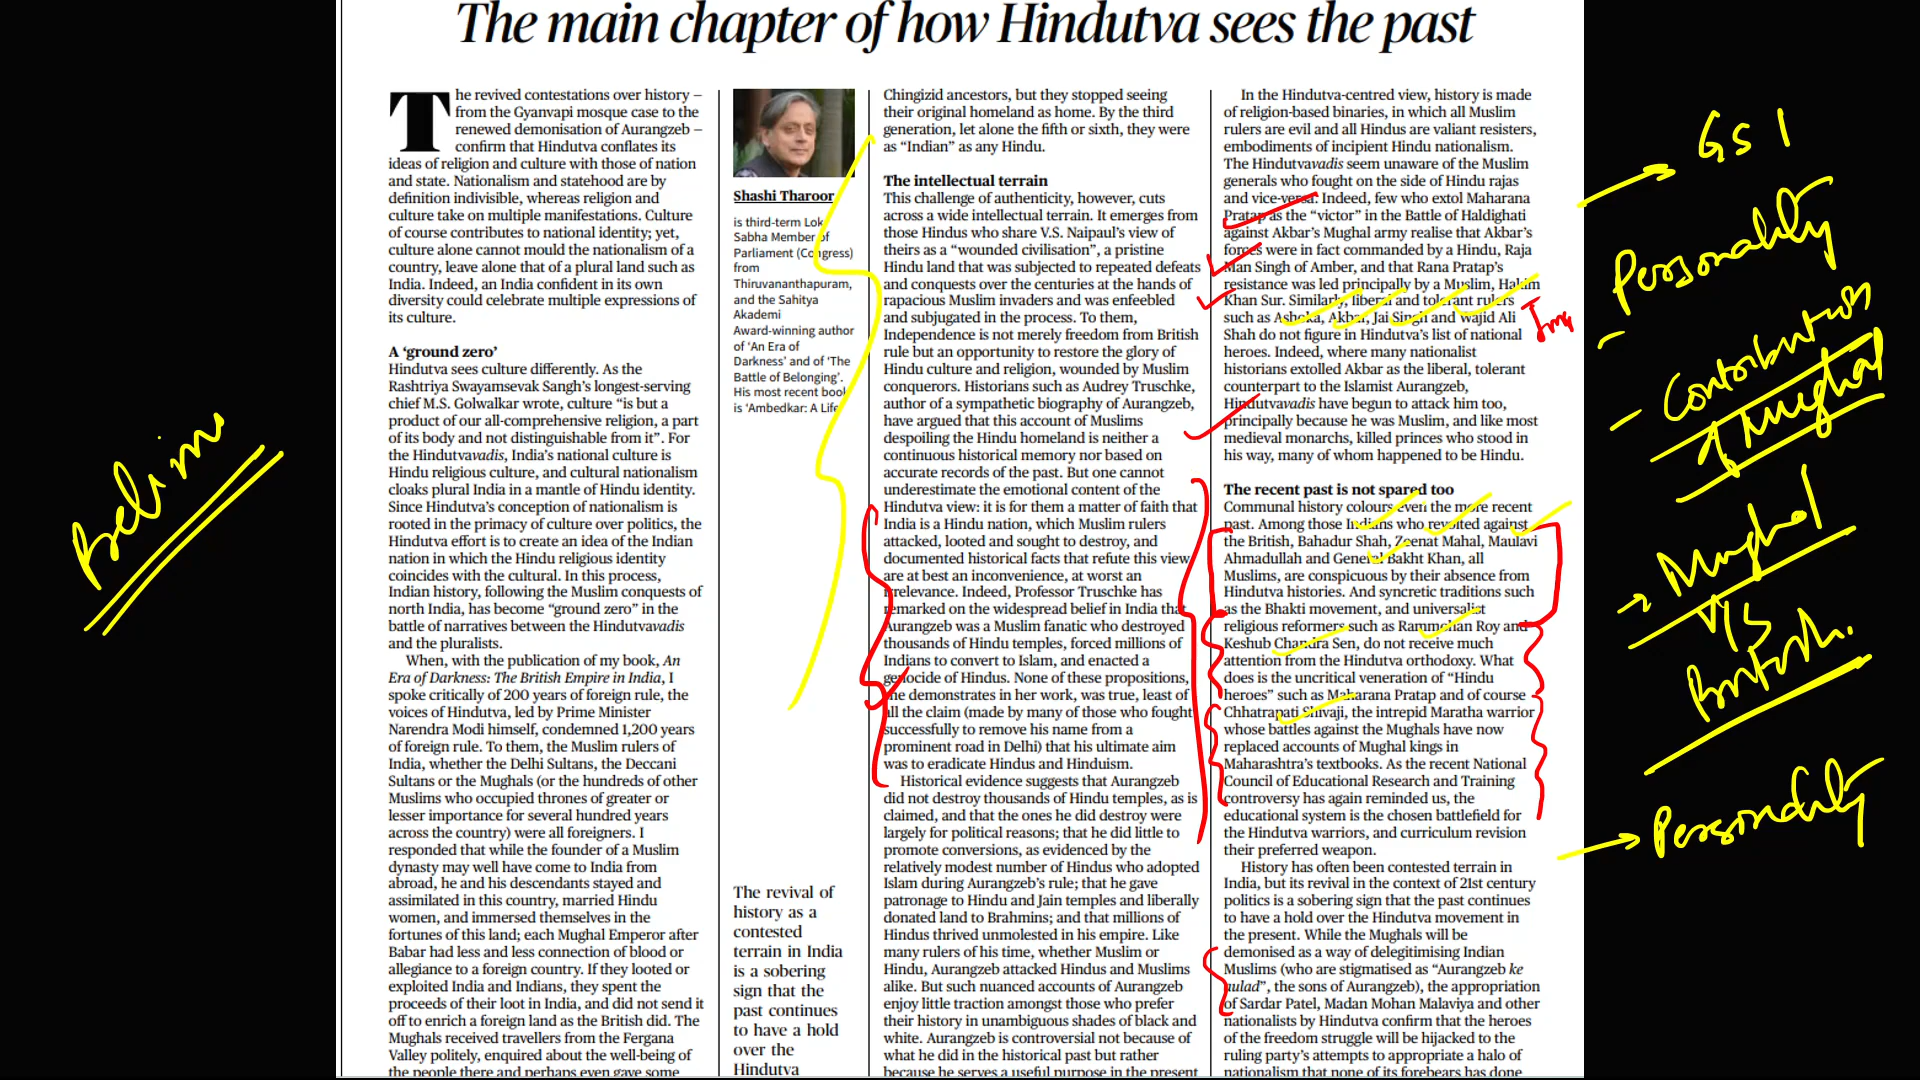 The main chapter of how Hindutva sees the past
The revived contestations over history –
from the Gyanvapi mosque case to the
renewed demonisation of Aurangzeb –
confirm that Hindutva conflates its
ideas of religion and culture with those of nation
and state. Nationalism and statehood are by
definition indivisible, whereas religion and
culture take on multiple manifestations. Culture
of course contributes to national identity; yet,
culture alone cannot mould the nationalism of a
country, leave alone that of a plural land such as
India. Indeed, an India confident in its own
diversity could celebrate multiple expressions of
its culture.
A ‘ground zero’
Hindutva sees culture differently. As the
Rashtriya Swayamsevak Sangh’s longest-serving
chief M.S. Golwalkar wrote, culture “is but a
product of our all-comprehensive religion, a part
of its body and not distinguishable from it”. For
the Hindutvavadis, India’s national culture is
Hindu religious culture, and cultural nationalism
cloaks plural India in a mantle of Hindu identity.
Since Hindutva’s conception of nationalism is
rooted in the primacy of culture over politics, the
Hindutva effort is to create an idea of the Indian
nation in which the Hindu religious identity
coincides with the cultural. In this process,
Indian history, following the Muslim conquests of
north India, has become “ground zero” in the
battle of narratives between the Hindutvavadis
and the pluralists.
When, with the publication of my book, An
Era of Darkness: The British Empire in India, I
spoke critically of 200 years of foreign rule, the
voices of Hindutva, led by Prime Minister
Narendra Modi himself, condemned 1,200 years
of foreign rule. To them, the Muslim rulers of
India, whether the Delhi Sultans, the Deccani
Sultans or the Mughals (or the hundreds of other
Muslims who occupied thrones of greater or
lesser importance for several hundred years
across the country) were all foreigners. I
responded that while the founder of a Muslim
dynasty may well have come to India from
abroad, he and his descendants stayed and
assimilated in this country, married Hindu
women, and immersed themselves in the
fortunes of this land; each Mughal Emperor after
Babar had less and less connection of blood or
allegiance to a foreign country. If they looted or
exploited India and Indians, they spent the
proceeds of their loot in India, and did not send it
off to enrich a foreign land as the British did. The
Mughals received travellers from the Fergana
Valley politely, enquired about the well-being of
the people there and perhaps even gave some
Shashi Tharoor
is third-term Lok
Sabha Member of
Parliament (Congress)
from
Thiruvananthapuram,
and the Sahitya
Akademi
Award-winning author
of ‘An Era of
Darkness’ and of ‘The
Battle of Belonging’.
His most recent book
is ‘Ambedkar: A Life’
The revival of
history as a
contested
terrain in India
is a sobering
sign that the
past continues
to have a hold
over the
Hindutva
Chingizid ancestors, but they stopped seeing
their original homeland as home. By the third
generation, let alone the fifth or sixth, they were
as “Indian” as any Hindu.
The intellectual terrain
This challenge of authenticity, however, cuts
across a wide intellectual terrain. It emerges from
those Hindus who share V.S. Naipaul’s view of
theirs as a “wounded civilisation”, a pristine
Hindu land that was subjected to repeated defeats
and conquests over the centuries at the hands of
rapacious Muslim invaders and was enfeebled
and subjugated in the process. To them,
Independence is not merely freedom from British
rule but an opportunity to restore the glory of
Hindu culture and religion, wounded by Muslim
conquerors. Historians such as Audrey Truschke,
author of a sympathetic biography of Aurangzeb,
have argued that this account of Muslims
despoiling the Hindu homeland is neither a
continuous historical memory nor based on
accurate records of the past. But one cannot
underestimate the emotional content of the
Hindutva view: it is for them a matter of faith that
India is a Hindu nation, which Muslim rulers
attacked, looted and sought to destroy, and
documented historical facts that refute this view
are at best an inconvenience, at worst an
irrelevance. Indeed, Professor Truschke has
remarked on the widespread belief in India that
Aurangzeb was a Muslim fanatic who destroyed
thousands of Hindu temples, forced millions of
Indians to convert to Islam, and enacted a
genocide of Hindus. None of these propositions,
she demonstrates in her work, was true, least of
all the claim (made by many of those who fought
successfully to remove his name from a
prominent road in Delhi) that his ultimate aim
was to eradicate Hindus and Hinduism.
Historical evidence suggests that Aurangzeb
did not destroy thousands of Hindu temples, as is
claimed, and that the ones he did destroy were
largely for political reasons; that he did little to
promote conversions, as evidenced by the
relatively modest number of Hindus who adopted
Islam during Aurangzeb’s rule; that he gave
patronage to Hindu and Jain temples and liberally
donated land to Brahmins; and that millions of
Hindus thrived unmolested in his empire. Like
many rulers of his time, whether Muslim or
Hindu, Aurangzeb attacked Hindus and Muslims
alike. But such nuanced accounts of Aurangzeb
enjoy little traction amongst those who prefer
their history in unambiguous shades of black and
white. Aurangzeb is controversial not because of
what he did in the historical past but rather
because he serves a useful purpose in the present
In the Hindutva-centred view, history is made
of religion-based binaries, in which all Muslim
rulers are evil and all Hindus are valiant resisters,
embodiments of incipient Hindu nationalism.
The Hindutvavadis seem unaware of the Muslim
generals who fought on the side of Hindu rajas
and vice-versa. Indeed, few who extol Maharana
Pratap as the “victor” in the Battle of Haldighati
against Akbar’s Mughal army realise that Akbar’s
forces were in fact commanded by a Hindu, Raja
Man Singh of Amber, and that Rana Pratap’s
resistance was led principally by a Muslim, Hakim
Khan Sur. Similarly, liberal and tolerant rulers
such as Ashoka, Akbar, Jai Singh and Wajid Ali
Shah do not figure in Hindutva’s list of national
heroes. Indeed, where many nationalist
historians extolled Akbar as the liberal, tolerant
counterpart to the Islamist Aurangzeb,
Hindutvavadis have begun to attack him too,
principally because he was Muslim, and like most
medieval monarchs, killed princes who stood in
his way, many of whom happened to be Hindu.
The recent past is not spared too
Communal history colours even the more recent
past. Among those Indians who revolted against
the British, Bahadur Shah, Zeenat Mahal, Maulavi
Ahmadullah and General Bakht Khan, all
Muslims, are conspicuous by their absence from
Hindutva histories. And syncretic traditions such
as the Bhakti movement, and universalist
religious reformers such as Rammohan Roy and
Keshub Chandra Sen, do not receive much
attention from the Hindutva orthodoxy. What
does is the uncritical veneration of “Hindu
heroes” such as Maharana Pratap and of course
Chhatrapati Shivaji, the intrepid Maratha warrior
whose battles against the Mughals have now
replaced accounts of Mughal kings in
Maharashtra’s textbooks. As the recent National
Council of Educational Research and Training
controversy has again reminded us, the
educational system is the chosen battlefield for
the Hindutva warriors, and curriculum revision
their preferred weapon.
History has often been contested terrain in
India, but its revival in the context of 21st century
politics is a sobering sign that the past continues
to have a hold over the Hindutva movement in
the present. While the Mughals will be
demonised as a way of delegitimising Indian
Muslims (who are stigmatised as “Aurangzeb ke
aulad”, the sons of Aurangzeb), the appropriation
of Sardar Patel, Madan Mohan Malaviya and other
nationalists by Hindutva confirm that the heroes
of the freedom struggle will be hijacked to the
ruling party’s attempts to appropriate a halo of
nationalism that none of its forebears has done
GS 1
Personality
Contribution
Mughal
Mughal
V/S
British.
Personality
Imp